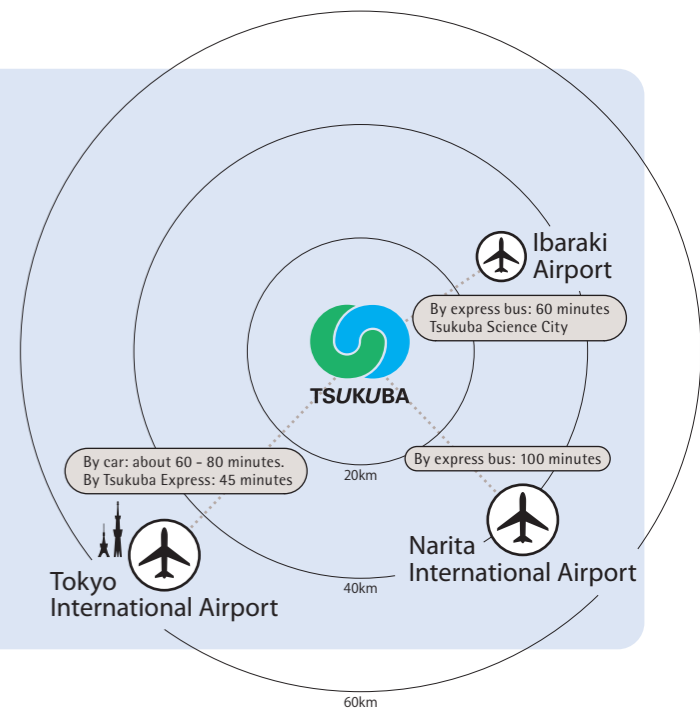 Ibaraki
Airport
By express bus: 60 minutes
Tsukuba Science City
TSUKUBA
By car: about 60 - 80 minutes.
By Tsukuba Express: 45 minutes
By express bus: 100 minutes
20km
Narita
International Airport
Tokyo
International Airport
40km
60km